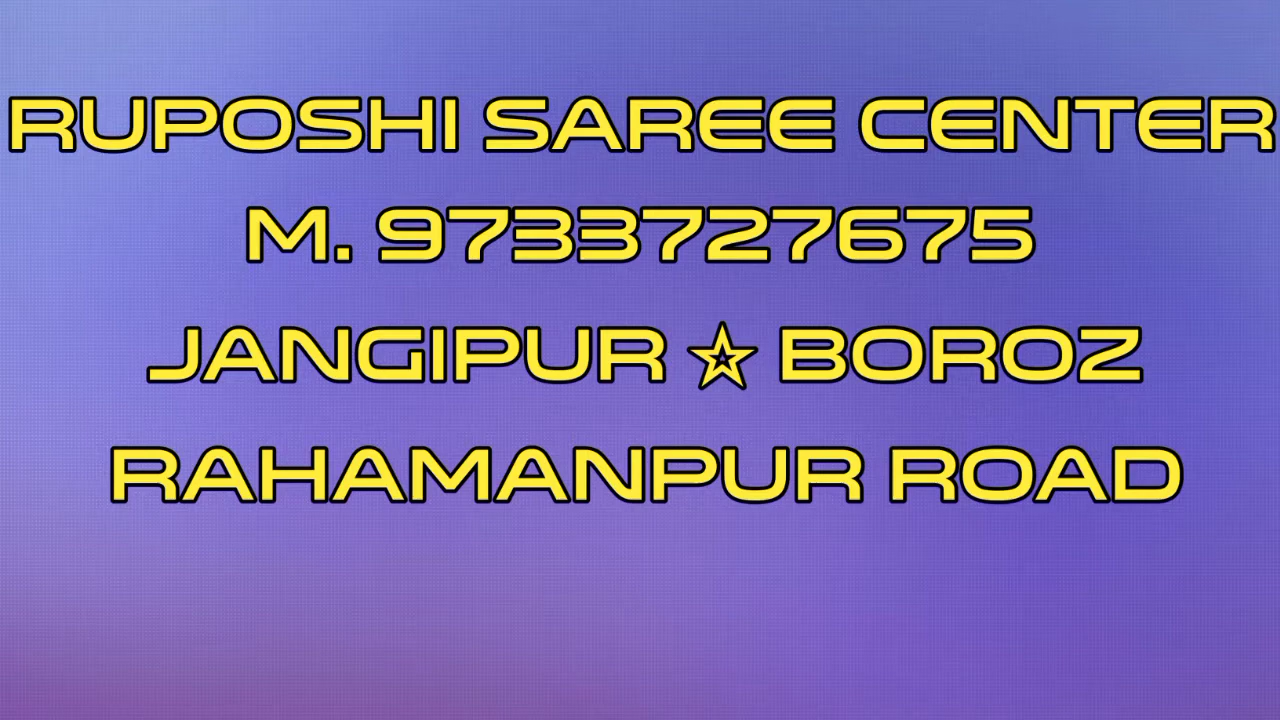 RUPOSHI SAREE CENTER
M. 9733727675
JANGIPUR ☆ BOROZ
RAHAMANPUR ROAD